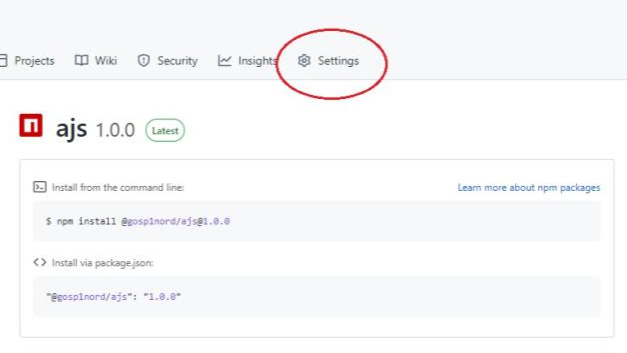 Projects Wiki Security Insights Settings
ajs 1.0.0 Latest
Install from the command line:
Learn more about npm packages
$ npm install @gosp1nord/ajs@1.0.0
Install via package.json:
"@gosp1nord/ajs": "1.0.0"